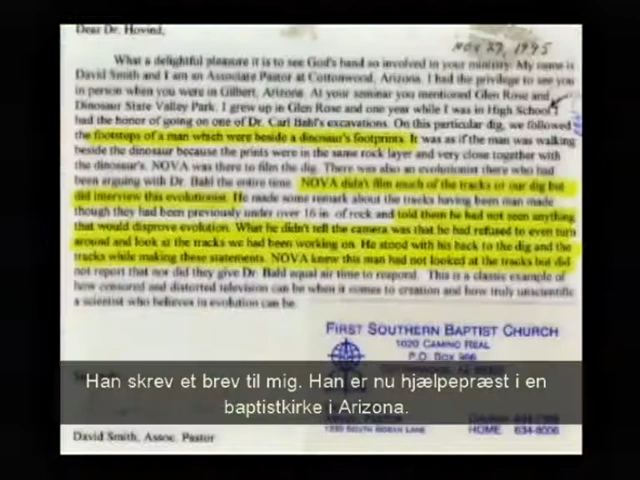 Dear Dr. Hovind,
Nov 27, 1995
What a delightful pleasure it is to see God's hand so involved in your ministry. My name is
David Smith and I am an Associate Pastor at Cottonwood, Arizona. I had the privilege to see you
in person when you were in Gilbert, Arizona. At your seminar you mentioned Glen Rose and
Dinosaur State Valley Park. I grew up in Glen Rose and one year while I was in High School I
had the honor of going on one of Dr. Carl Bahl's excavations. On this particular dig, we followed
the footsteps of a man which were beside a dinosaur's footprints. It was as if the man was walking
beside the dinosaur because the prints were in the same rock layer and very close together with
the dinosaur's. NOVA was there to film the dig. There was also an evolutionist there who had
been arguing with Dr. Bahl the entire time. NOVA didn't film much of the tracks or our dig but
did interview this evolutionist. He made some remark about the tracks having been man made
though they had been previously under over 16 in of rock and told them he had not seen anything
that would disprove evolution. What he didn't tell the camera was that he had refused to even turn
around and look at the tracks we had been working on. He stood with his back to the dig and the
tracks while making these statements. NOVA knew this man had not looked at the tracks but did
not report that nor did they give Dr. Bahl equal air time to respond. This is a classic example of
how censored and distorted television can be when it comes to creation and how truly unscientific
a scientist who believes in evolution can be.
FIRST SOUTHERN BAPTIST CHURCH
1020 CAMINO REAL
P.O. BOX 966
Han skrev et brev til mig. Han er nu hjælpepræst i en
baptistkirke i Arizona.
HOME 634-8006
David Smith, Assoc. Pastor